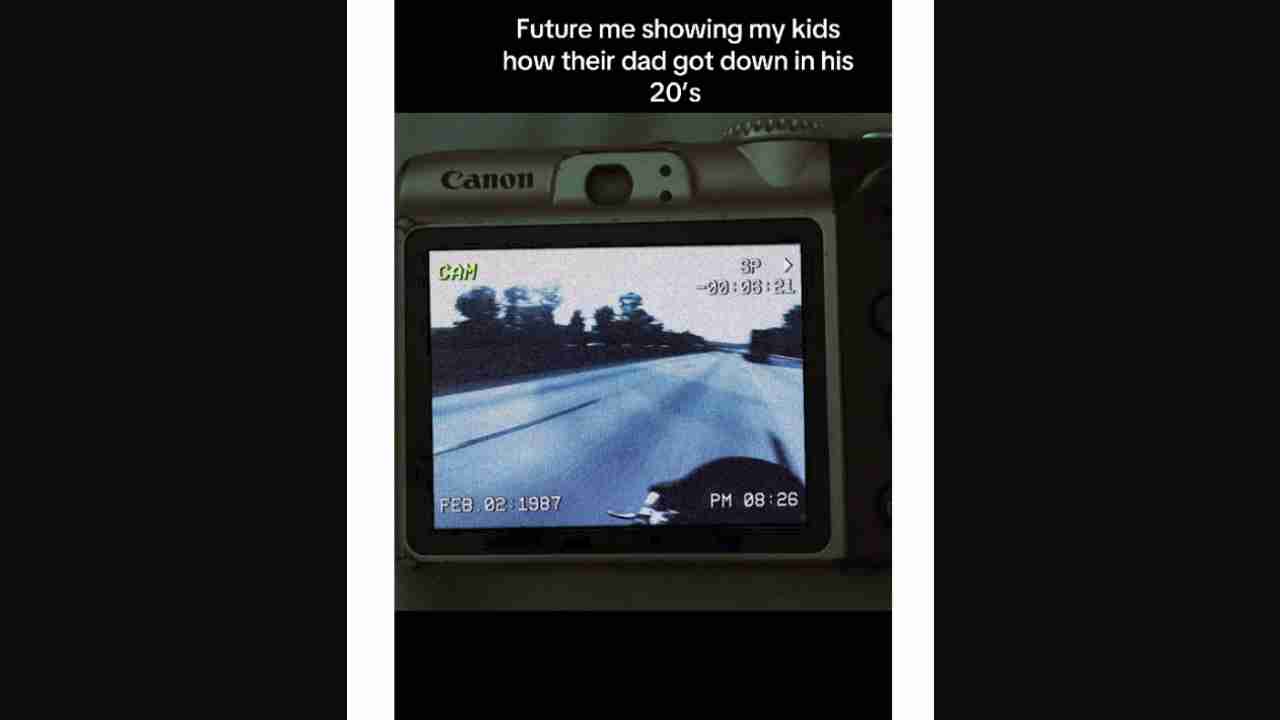 Future me showing my kids
how their dad got down in his
20's
Canon
CAM
SP >
-00:06:21
FEB.02:1987
PM 08:26